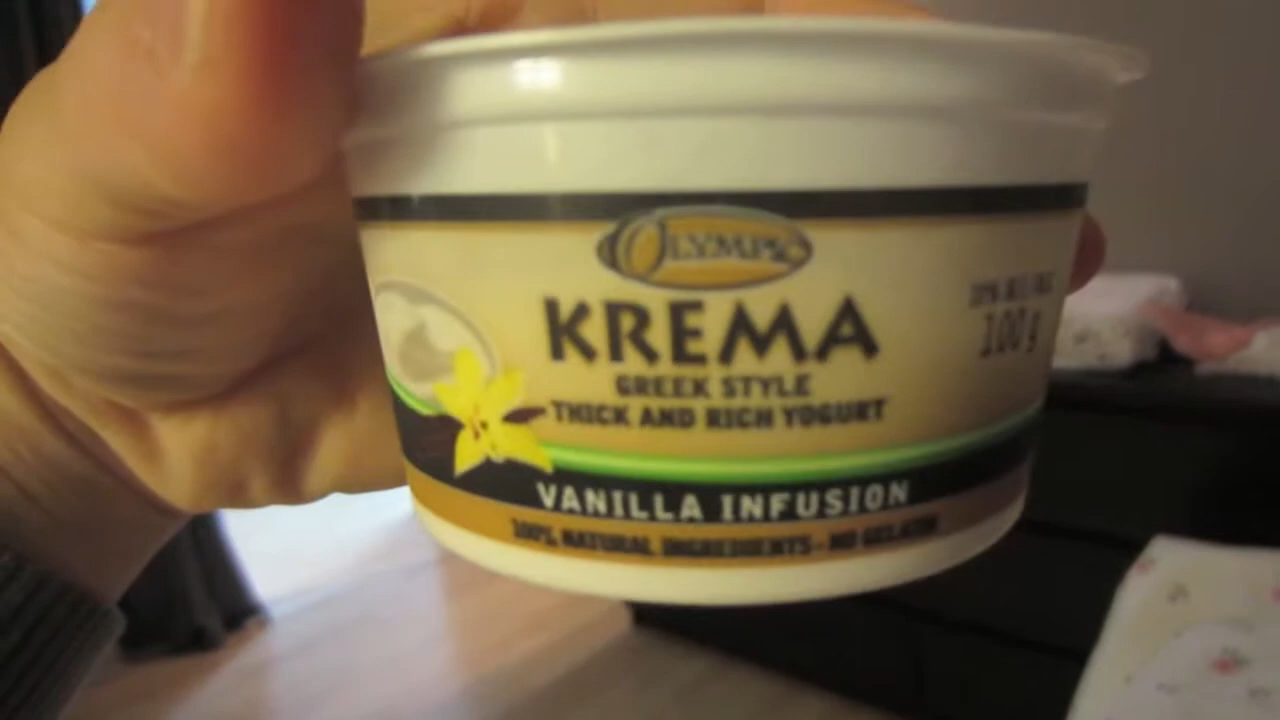 OLYMPIC
KREMA
100 g
GREEK STYLE
THICK AND RICH YOGURT
VANILLA INFUSION
100% NATURAL INGREDIENTS - NO GELATIN